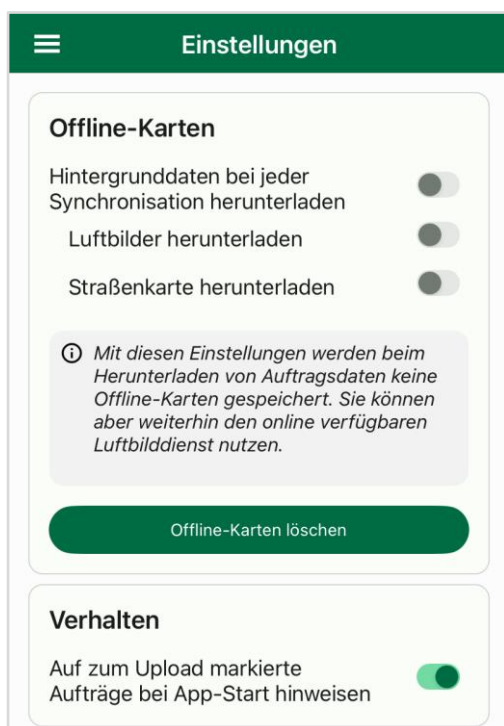 Einstellungen
Offline-Karten
Hintergrunddaten bei jeder
Synchronisation herunterladen
Luftbilder herunterladen
Straßenkarte herunterladen
Mit diesen Einstellungen werden beim
Herunterladen von Auftragsdaten keine
Offline-Karten gespeichert. Sie können
aber weiterhin den online verfügbaren
Luftbilddienst nutzen.
Offline-Karten löschen
Verhalten
Auf zum Upload markierte
Aufträge bei App-Start hinweisen